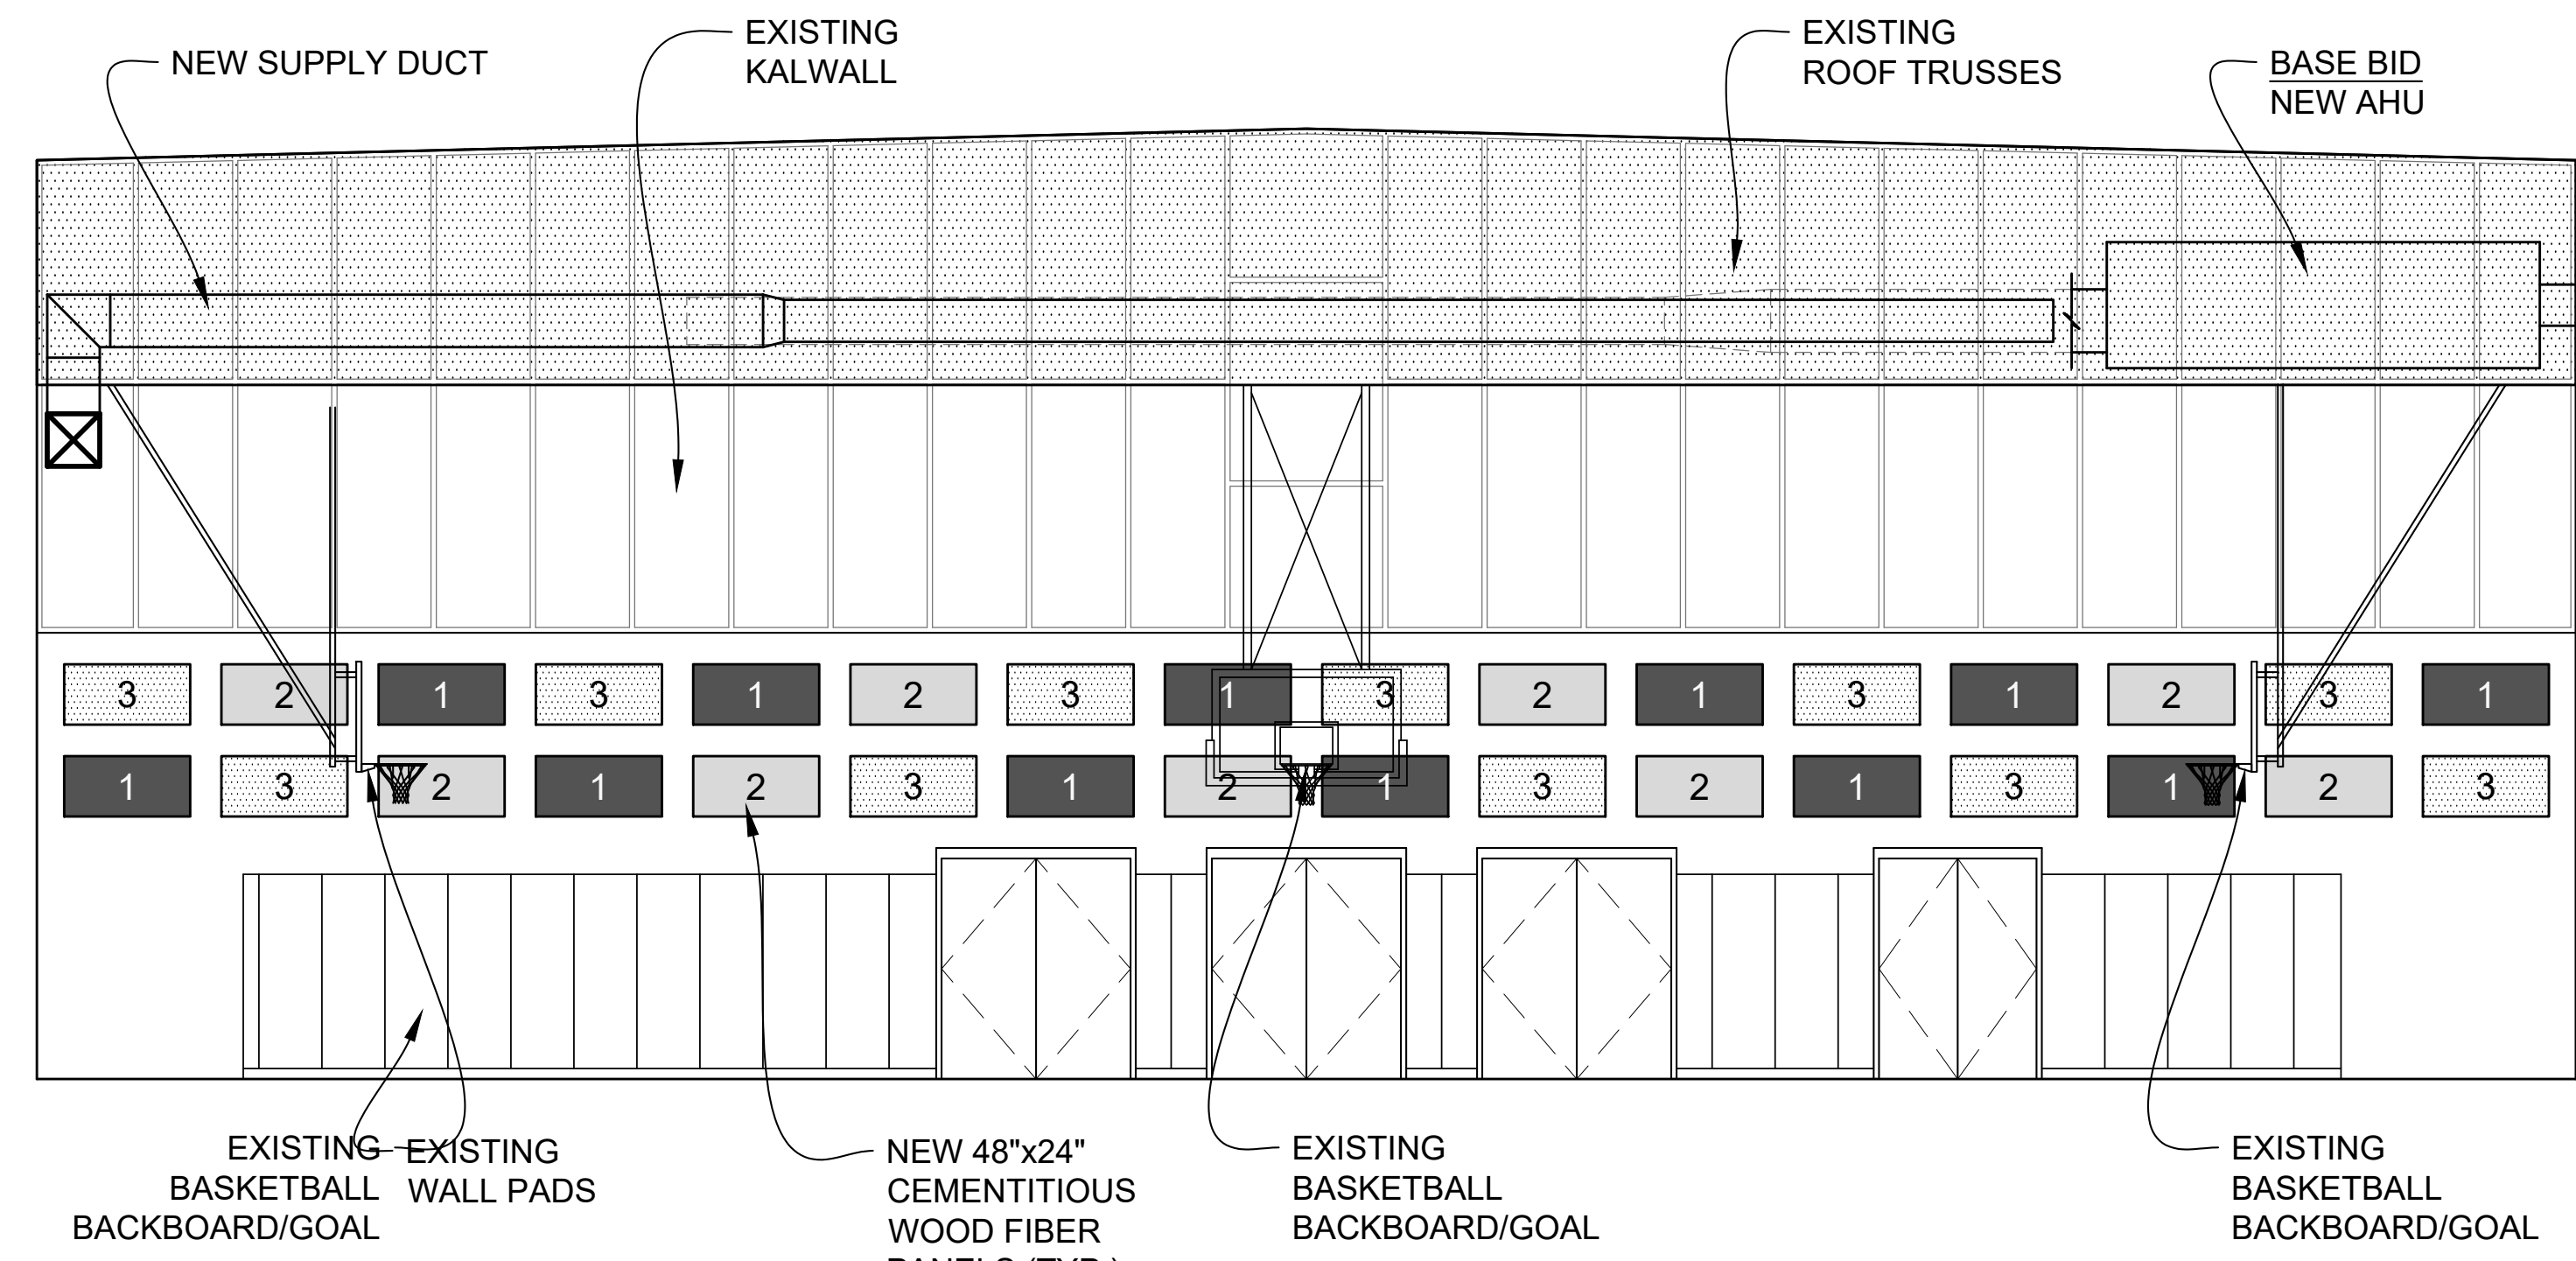 NEW SUPPLY DUCT
EXISTING
KALWALL
EXISTING
ROOF TRUSSES
BASE BID
NEW AHU
3 2 1 3 1 2 3 1 3 2 1 3 1 2 3 1
1 3 2 1 2 3 1 2 1 3 2 1 3 1 2 3
EXISTING
BASKETBALL
BACKBOARD/GOAL
EXISTING
WALL PADS
NEW 48"x24"
CEMENTITIOUS
WOOD FIBER
PANELS (TYP.)
EXISTING
BASKETBALL
BACKBOARD/GOAL
EXISTING
BASKETBALL
BACKBOARD/GOAL